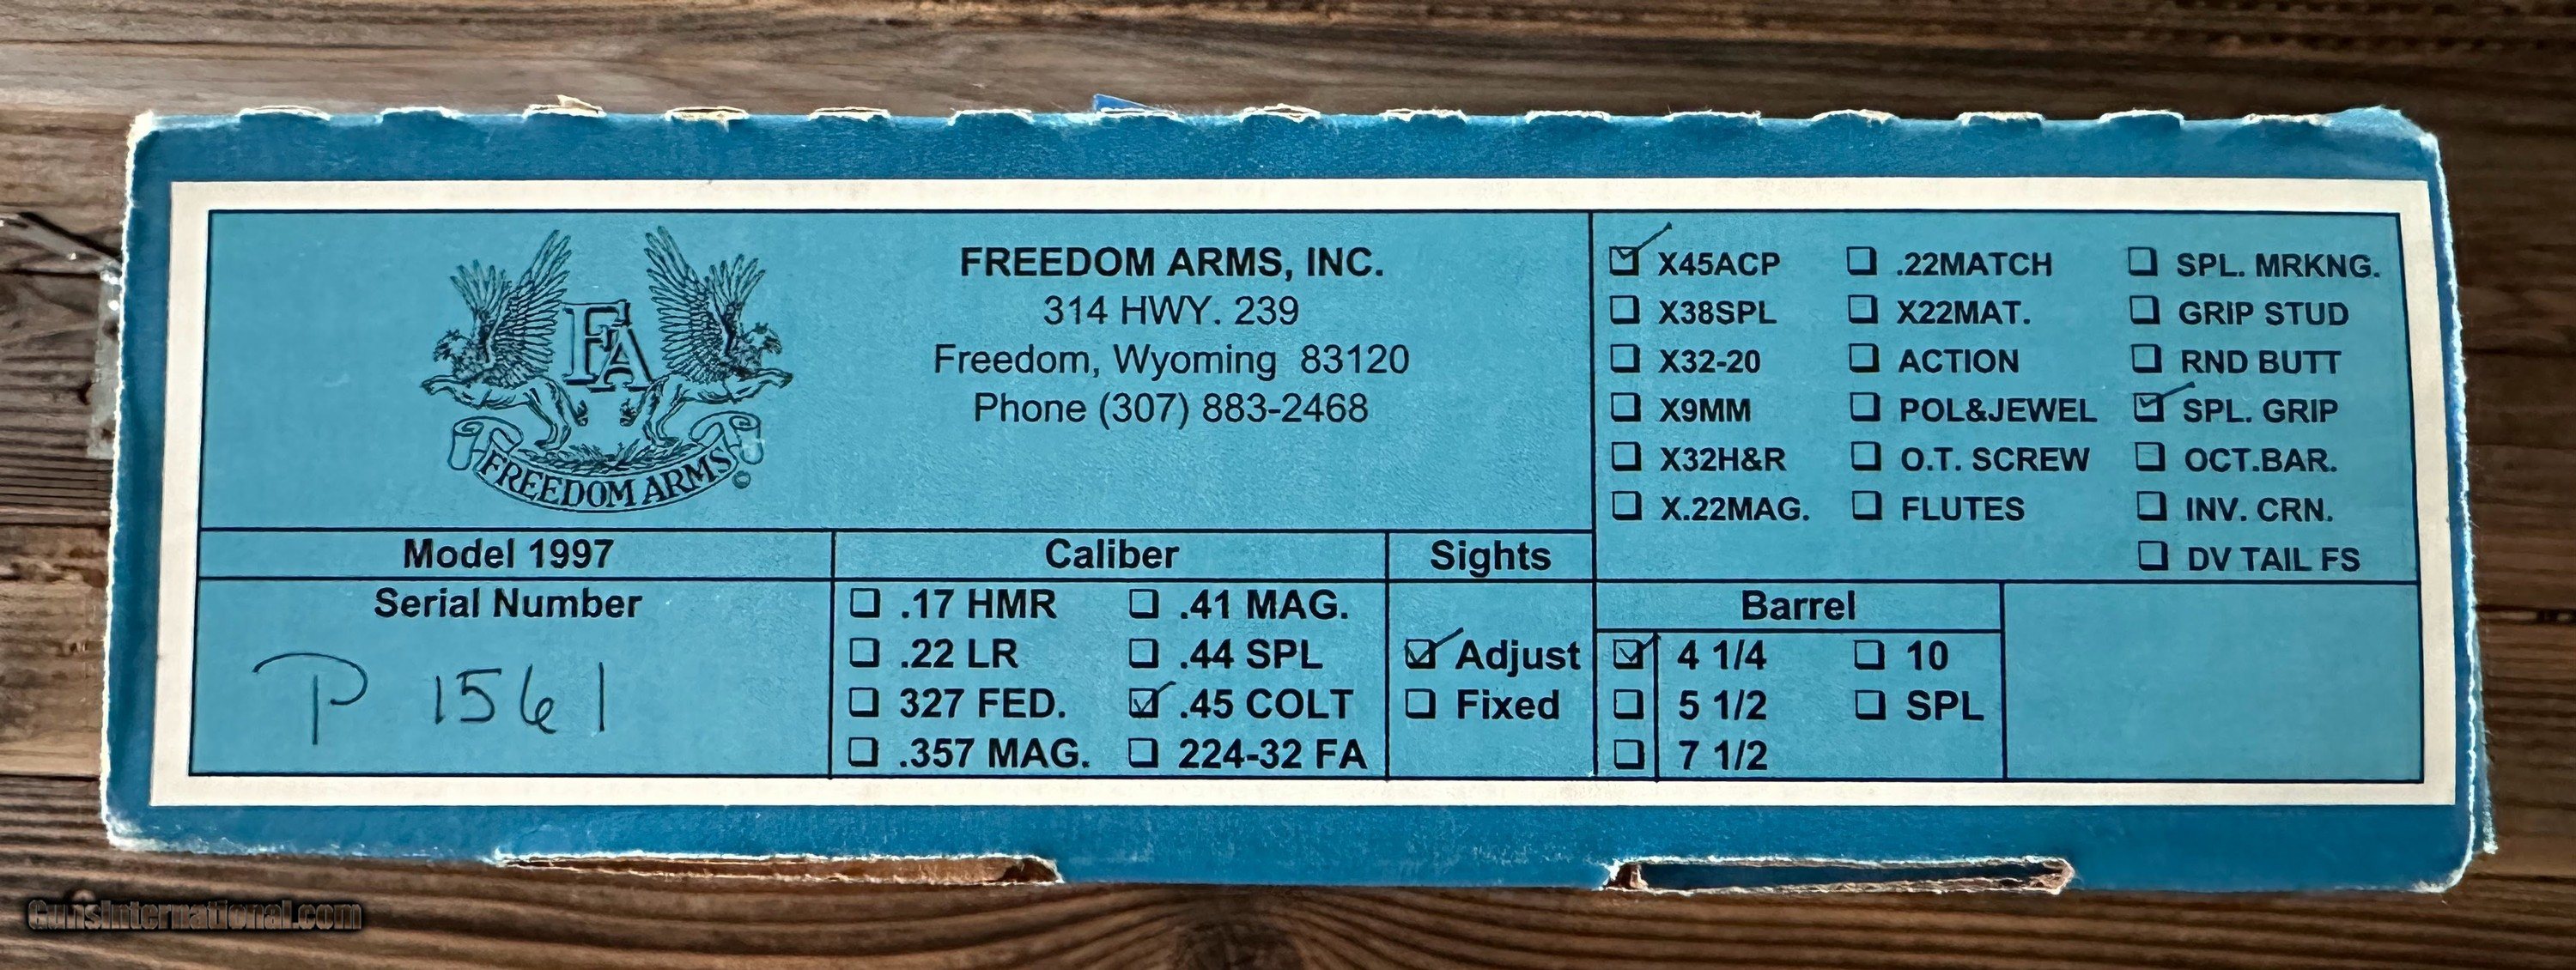 FA
FREEDOM ARMS ©
FREEDOM ARMS, INC.
314 HWY. 239
Freedom, Wyoming 83120
Phone (307) 883-2468
☑ X45ACP
☐ X38SPL
☐ X32-20
☐ X9MM
☐ X32H&R
☐ X.22MAG.
☐ .22MATCH
☐ X22MAT.
☐ ACTION
☐ POL&JEWEL
☐ O.T. SCREW
☐ FLUTES
☐ SPL. MRKNG.
☐ GRIP STUD
☐ RND BUTT
☑ SPL. GRIP
☐ OCT.BAR.
☐ INV. CRN.
☐ DV TAIL FS
Model 1997
Serial Number
P 1561
Caliber
☐ .17 HMR
☐ .22 LR
☐ 327 FED.
☐ .357 MAG.
☐ .41 MAG.
☐ .44 SPL
☑ .45 COLT
☐ 224-32 FA
Sights
☑ Adjust
☐ Fixed
Barrel
☑ 4 1/4
☐ 5 1/2
☐ 7 1/2
☐ 10
☐ SPL
GunsInternational.com